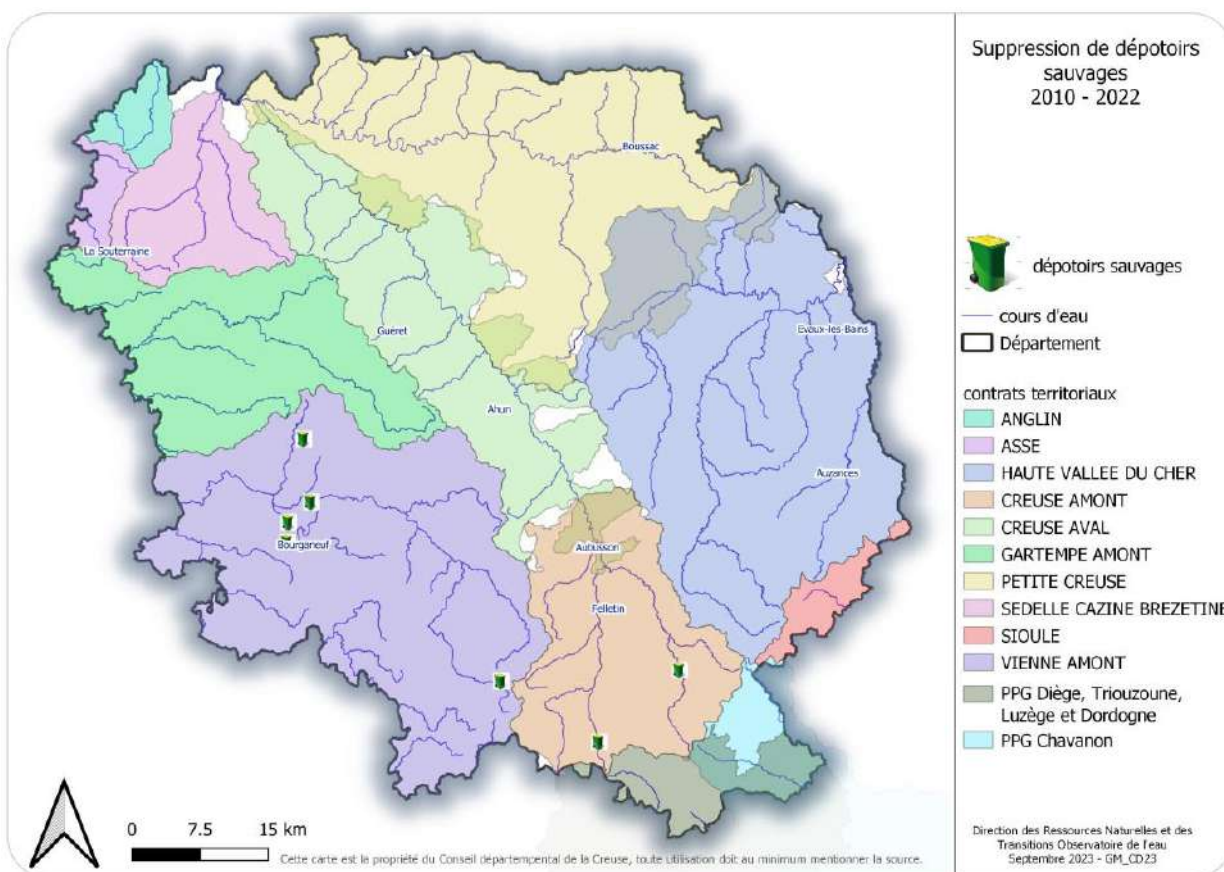 Suppression de dépotoirs
sauvages
2010 - 2022
dépotoirs sauvages
cours d'eau
Département
contrats territoriaux
ANGLIN
ASSE
HAUTE VALLEE DU CHER
CREUSE AMONT
CREUSE AVAL
GARTEMPE AMONT
PETITE CREUSE
SEDELLE CAZINE BREZETINE
SIOULE
VIENNE AMONT
PPG Diège, Triouzoune,
Luzège et Dordogne
PPG Chavanon
Boussac
La Souterraine
Guéret
Evaux-les-Bains
Ahun
Auzances
Bourganeuf
Aubusson
Felletin
0 7.5 15 km
Cette carte est la propriété du Conseil départemçental de la Creuse, toute utilisation doit au minimum mentionner la source.
Direction des Ressources Naturelles et des
Transitions Observatoire de l'eau
Septembre 2023 - GM_CD23